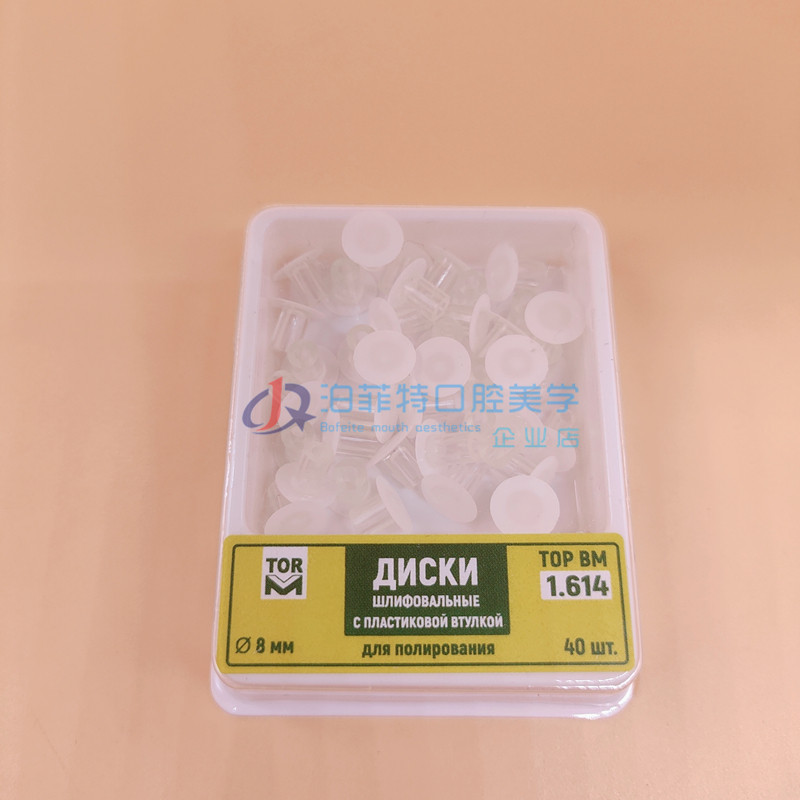 泊菲特口腔美学
Bofeite mouth aesthetics
企业店
TOR
VM
ДИСКИ
ШЛИФОВАЛЬНЫЕ
С ПЛАСТИКОВОЙ ВТУЛКОЙ
для полирования
ТОР ВМ
1.614
Ø 8 мм
40 шт.